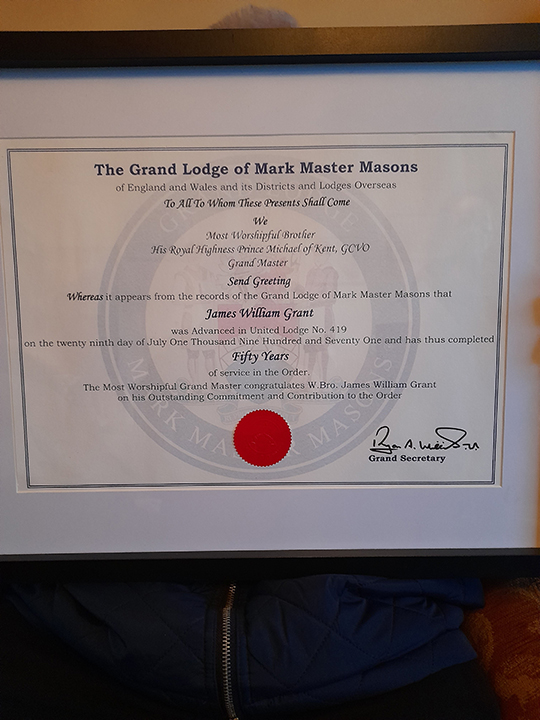 The Grand Lodge of Mark Master Masons
of England and Wales and its Districts and Lodges Overseas
To All To Whom These Presents Shall Come
We
Most Worshipful Brother
His Royal Highness Prince Michael of Kent, GCVO
Grand Master
Send Greeting
Whereas it appears from the records of the Grand Lodge of Mark Master Masons that
James William Grant
was Advanced in United Lodge No. 419
on the twenty ninth day of July One Thousand Nine Hundred and Seventy One and has thus completed
Fifty Years
of service in the Order.
The Most Worshipful Grand Master congratulates W.Bro. James William Grant
on his Outstanding Commitment and Contribution to the Order
Grand Secretary